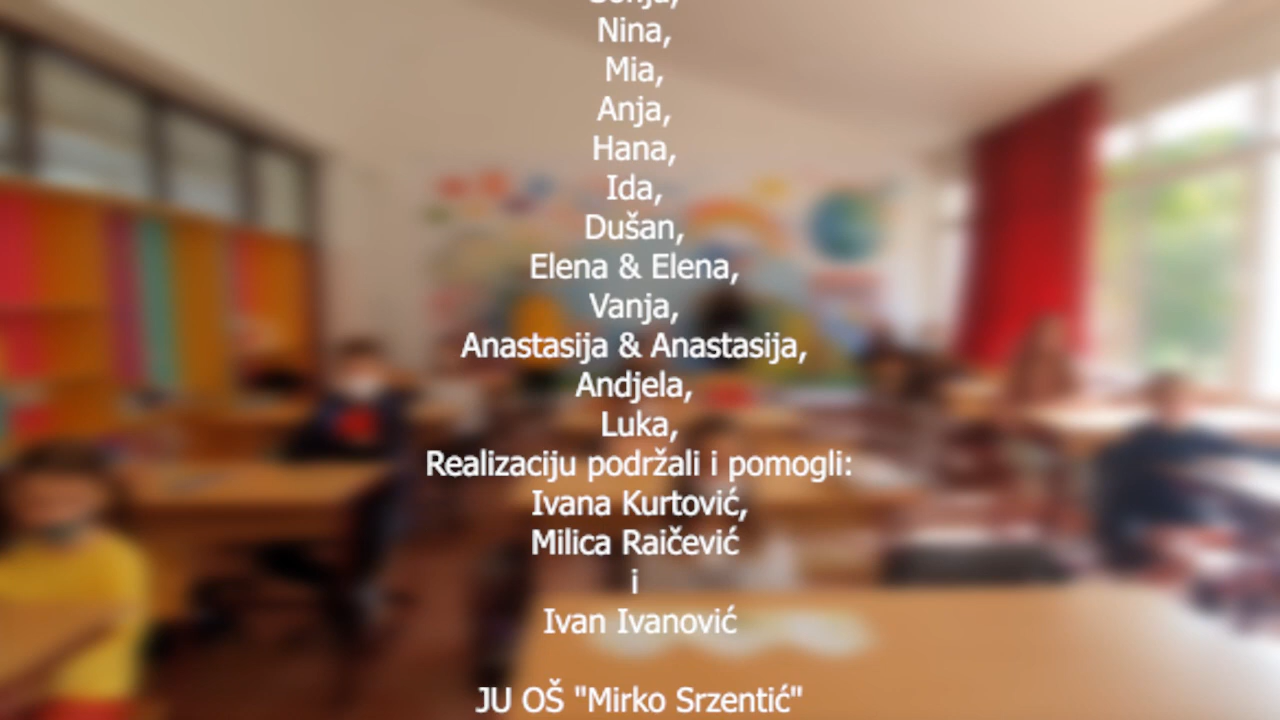 Nina,
Mia,
Anja,
Hana,
Ida,
Dušan,
Elena & Elena,
Vanja,
Anastasija & Anastasija,
Andjela,
Luka,
Realizaciju podržali i pomogli:
Ivana Kurtović,
Milica Raičević
i
Ivan Ivanović
JU OŠ "Mirko Srzentić"